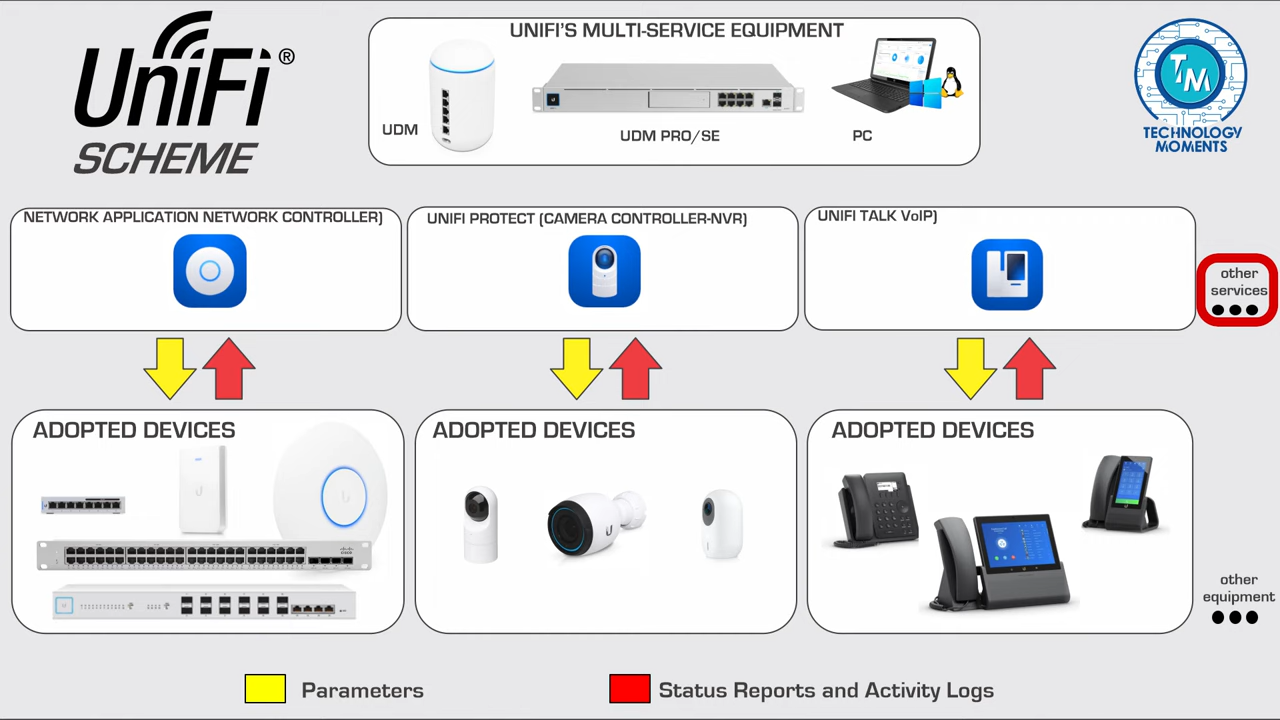 UniFi®
SCHEME
UNIFI'S MULTI-SERVICE EQUIPMENT
UDM
UDM PRO/SE
PC
TM
TECHNOLOGY
MOMENTS
NETWORK APPLICATION NETWORK CONTROLLER)
UNIFI PROTECT (CAMERA CONTROLLER-NVR)
UNIFI TALK VoIP)
other
services
ADOPTED DEVICES
ADOPTED DEVICES
ADOPTED DEVICES
CISCO
other
equipment
Parameters
Status Reports and Activity Logs